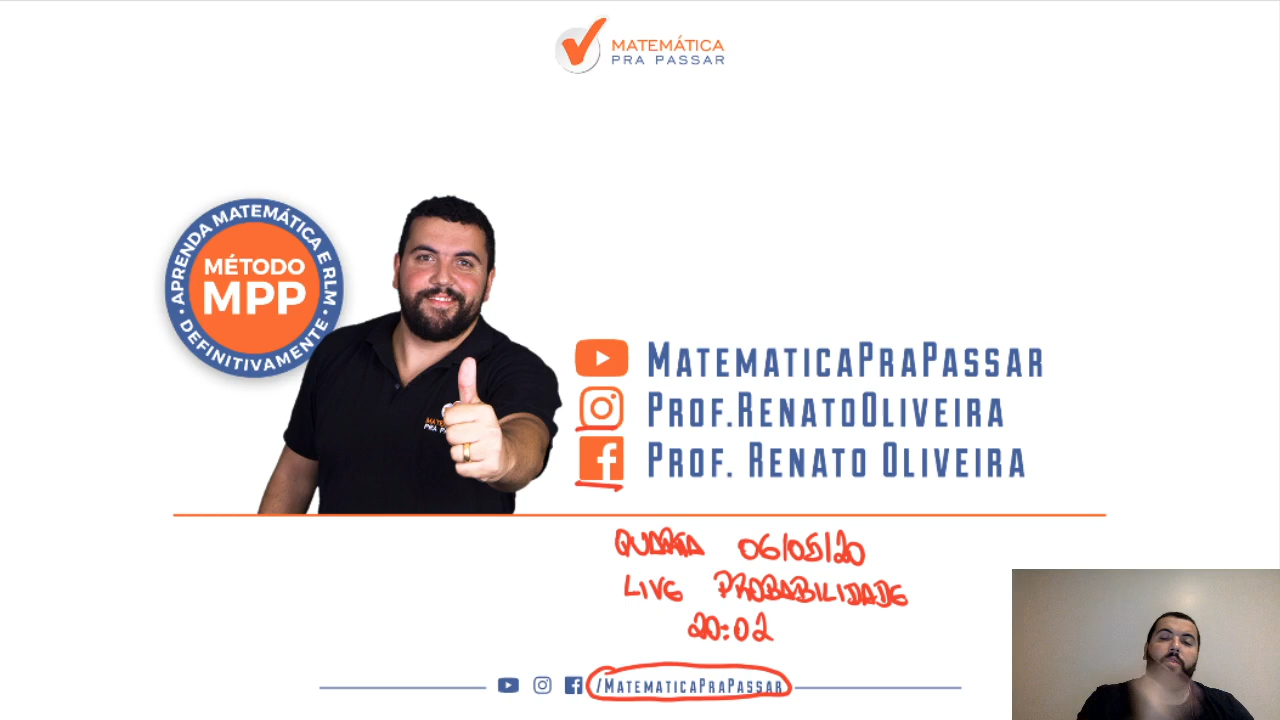 MATEMÁTICA
PRA PASSAR
APRENDA MATEMÁTICA E RLM
MÉTODO
MPP
DEFINITIVAMENTE
MATEMATICAPRAPASSAR
PROF.RENATOOLIVEIRA
PROF. RENATO OLIVEIRA
QUARTA 06/05/20
LIVE PROBABILIDADE
20:02
/MATEMATICAPRAPASSAR